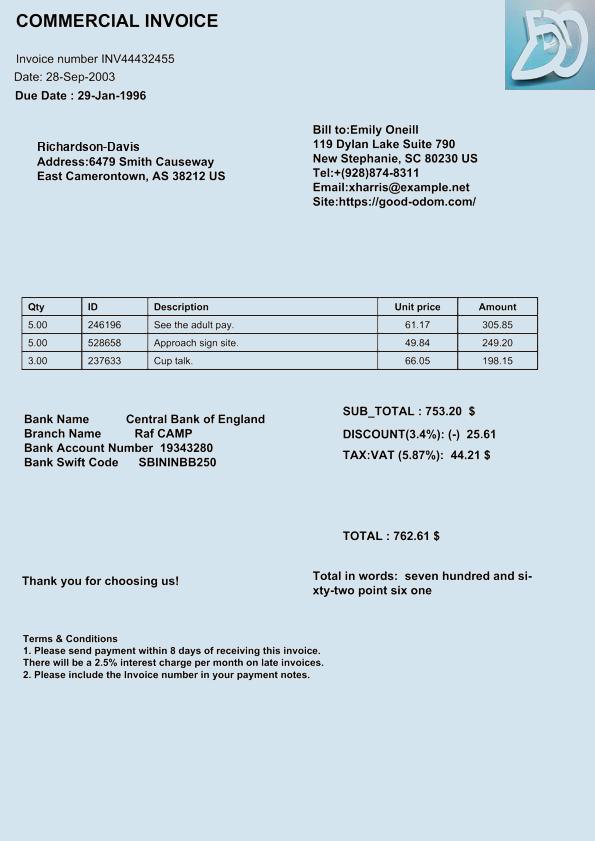 COMMERCIAL INVOICE
Invoice number INV44432455
Date: 28-Sep-2003
Due Date : 29-Jan-1996
Richardson-Davis
Address:6479 Smith Causeway
East Camerontown, AS 38212 US
Bill to:Emily Oneill
119 Dylan Lake Suite 790
New Stephanie, SC 80230 US
Tel:+(928)874-8311
Email:xharris@example.net
Site:https://good-odom.com/
Qty ID Description Unit price Amount
5.00 246196 See the adult pay. 61.17 305.85
5.00 528658 Approach sign site. 49.84 249.20
3.00 237633 Cup talk. 66.05 198.15
Bank Name Central Bank of England
Branch Name Raf CAMP
Bank Account Number 19343280
Bank Swift Code SBININBB250
SUB_TOTAL : 753.20 $
DISCOUNT(3.4%): (-) 25.61
TAX:VAT (5.87%): 44.21 $
TOTAL : 762.61 $
Thank you for choosing us!
Total in words: seven hundred and si-
xty-two point six one
Terms & Conditions
1. Please send payment within 8 days of receiving this invoice.
There will be a 2.5% interest charge per month on late invoices.
2. Please include the Invoice number in your payment notes.